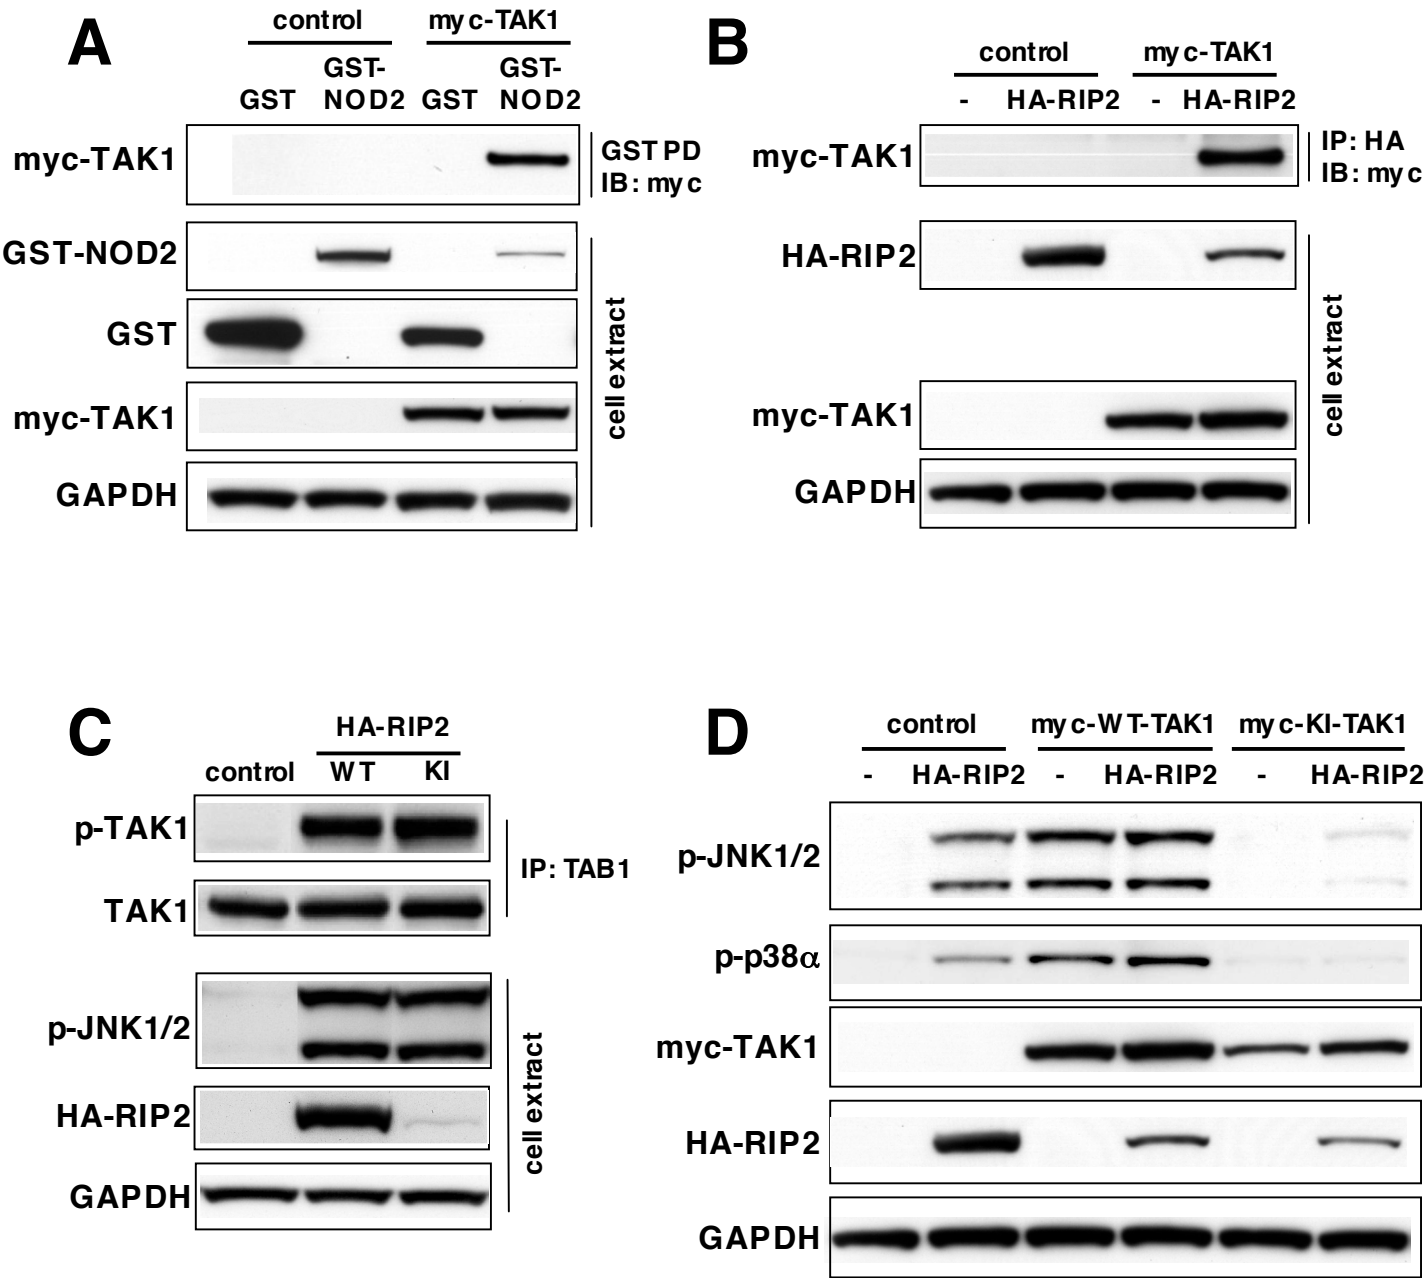 A
control myc-TAK1
GST GST-NOD2 GST GST-NOD2
myc-TAK1
GST PD
IB: myc
GST-NOD2
GST
myc-TAK1
GAPDH
cell extract
B
control myc-TAK1
- HA-RIP2 - HA-RIP2
myc-TAK1
IP: HA
IB: myc
HA-RIP2
myc-TAK1
GAPDH
cell extract
C
HA-RIP2
control WT KI
p-TAK1
TAK1
IP: TAB1
p-JNK1/2
HA-RIP2
GAPDH
cell extract
D
control myc-WT-TAK1 myc-KI-TAK1
- HA-RIP2 - HA-RIP2 - HA-RIP2
p-JNK1/2
p-p38α
myc-TAK1
HA-RIP2
GAPDH